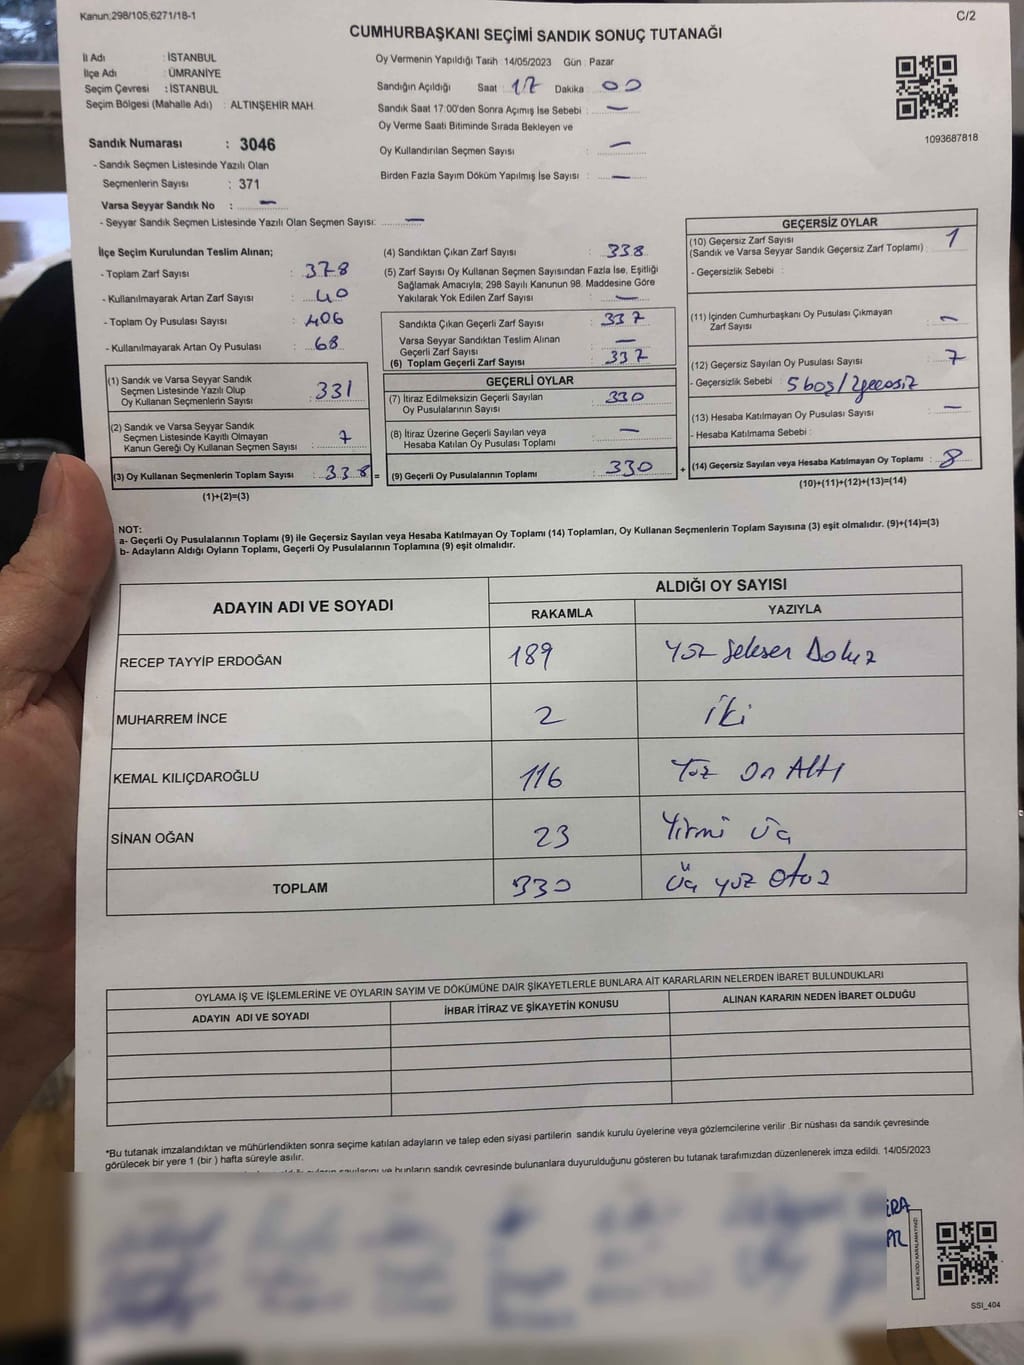 Kanun;298/105;6271/18-1
C/2
CUMHURBAŞKANI SEÇİMİ SANDIK SONUÇ TUTANAĞI
İl Adı : İSTANBUL
İlçe Adı : ÜMRANİYE
Seçim Çevresi : İSTANBUL
Seçim Bölgesi (Mahalle Adı) : ALTINŞEHİR MAH.
Oy Vermenin Yapıldığı Tarih :14/05/2023 Gün : Pazar
Sandığın Açıldığı Saat : 17 Dakika : 00
Sandık Saat 17:00'den Sonra Açımış İse Sebebi : —
Oy Verme Saati Bitiminde Sırada Bekleyen ve
Oy Kullandırılan Seçmen Sayısı : —
Birden Fazla Sayım Döküm Yapılmış İse Sayısı : —
1093687818
Sandık Numarası : 3046
- Sandık Seçmen Listesinde Yazılı Olan
Seçmenlerin Sayısı : 371
Varsa Seyyar Sandık No : —
- Seyyar Sandık Seçmen Listesinde Yazılı Olan Seçmen Sayısı: —
İlçe Seçim Kurulundan Teslim Alınan;
- Toplam Zarf Sayısı : 378
- Kullanılmayarak Artan Zarf Sayısı : 40
- Toplam Oy Pusulası Sayısı : 406
- Kullanılmayarak Artan Oy Pusulası : 68
(1) Sandık ve Varsa Seyyar Sandık
Seçmen Listesinde Yazılı Olup
Oy Kullanan Seçmenlerin Sayısı : 331
(2) Sandık ve Varsa Seyyar Sandık
Seçmen Listesinde Kayıtlı Olmayan
Kanun Gereği Oy Kullanan Seçmen Sayısı : 7
(3) Oy Kullanan Seçmenlerin Toplam Sayısı : 338 =
(1)+(2)=(3)
(4) Sandıktan Çıkan Zarf Sayısı : 338
(5) Zarf Sayısı Oy Kullanan Seçmen Sayısından Fazla İse, Eşitliği
Sağlamak Amacıyla; 298 Sayılı Kanunun 98. Maddesine Göre
Yakılarak Yok Edilen Zarf Sayısı : —
Sandıkta Çıkan Geçerli Zarf Sayısı : 337
Varsa Seyyar Sandıktan Teslim Alınan
Geçerli Zarf Sayısı : —
(6) Toplam Geçerli Zarf Sayısı : 337
GEÇERLİ OYLAR
(7) İtiraz Edilmeksizin Geçerli Sayılan
Oy Pusulalarının Sayısı : 330
(8) İtiraz Üzerine Geçerli Sayılan veya
Hesaba Katılan Oy Pusulası Toplamı : —
(9) Geçerli Oy Pusulalarının Toplamı : 330 +
GEÇERSİZ OYLAR
(10) Geçersiz Zarf Sayısı
(Sandık ve Varsa Seyyar Sandık Geçersiz Zarf Toplamı) : 1
- Geçersizlik Sebebi :
(11) İçinden Cumhurbaşkanı Oy Pusulası Çıkmayan
Zarf Sayısı : —
(12) Geçersiz Sayılan Oy Pusulası Sayısı : 7
- Geçersizlik Sebebi : 5 boş/2geçersiz
(13) Hesaba Katılmayan Oy Pusulası Sayısı : —
- Hesaba Katılmama Sebebi :
(14) Geçersiz Sayılan veya Hesaba Katılmayan Oy Toplamı : 8
(10)+(11)+(12)+(13)=(14)
NOT:
a- Geçerli Oy Pusulalarının Toplamı (9) ile Geçersiz Sayılan veya Hesaba Katılmayan Oy Toplamı (14) Toplamları, Oy Kullanan Seçmenlerin Toplam Sayısına (3) eşit olmalıdır. (9)+(14)=(3)
b- Adayların Aldığı Oyların Toplamı, Geçerli Oy Pusulalarının Toplamına (9) eşit olmalıdır.
ADAYIN ADI VE SOYADI
ALDIĞI OY SAYISI
RAKAMLA YAZIYLA
RECEP TAYYİP ERDOĞAN 189 Yüz Seksen Dokuz
MUHARREM İNCE 2 İki
KEMAL KILIÇDAROĞLU 116 Yüz On Altı
SİNAN OĞAN 23 Yirmi Üç
TOPLAM 330 Üç yüz otuz
OYLAMA İŞ VE İŞLEMLERİNE VE OYLARIN SAYIM VE DÖKÜMÜNE DAİR ŞİKAYETLERLE BUNLARA AİT KARARLARIN NELERDEN İBARET BULUNDUKLARI
ADAYIN ADI VE SOYADI İHBAR İTİRAZ VE ŞİKAYETİN KONUSU ALINAN KARARIN NEDEN İBARET OLDUĞU
*Bu tutanak imzalandıktan ve mühürlendikten sonra seçime katılan adayların ve talep eden siyasi partilerin sandık kurulu üyelerine veya gözlemcilerine verilir .Bir nüshası da sandık çevresinde
görülecek bir yere 1 (bir ) hafta süreyle asılır.
bunların sandık çevresinde bulunanlara duyurulduğunu gösteren bu tutanak tarafımızdan düzenlenerek imza edildi. 14/05/2023
KARE KODU KARALAMAYINIZ!
SSI_404